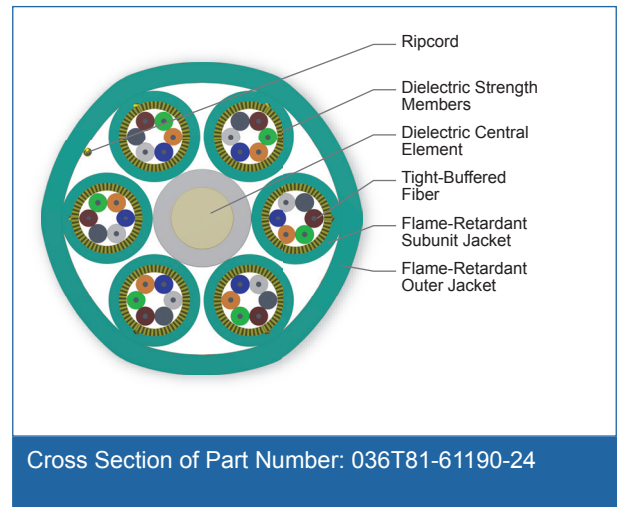 Ripcord
Dielectric Strength
Members
Dielectric Central
Element
Tight-Buffered
Fiber
Flame-Retardant
Subunit Jacket
Flame-Retardant
Outer Jacket
Cross Section of Part Number: 036T81-61190-24